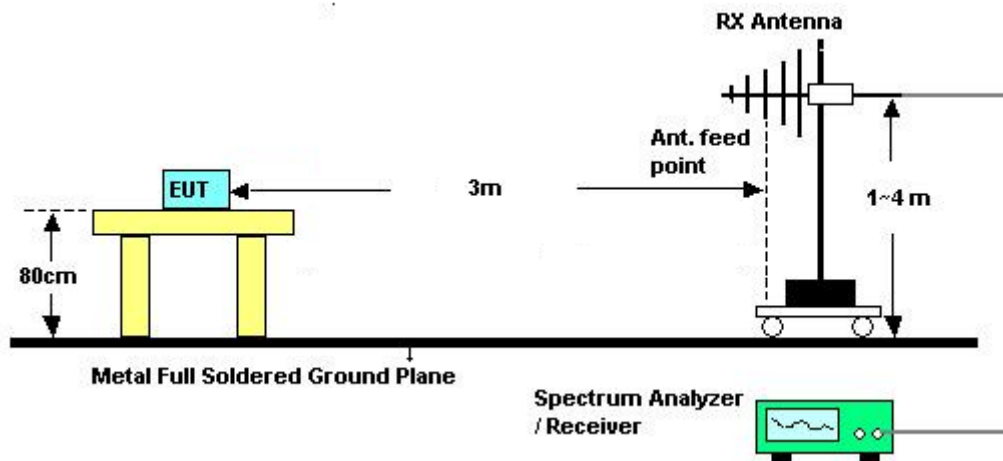 RX Antenna
Ant. feed
point
EUT
3m
1~4 m
80cm
Metal Full Soldered Ground Plane
Spectrum Analyzer
/ Receiver